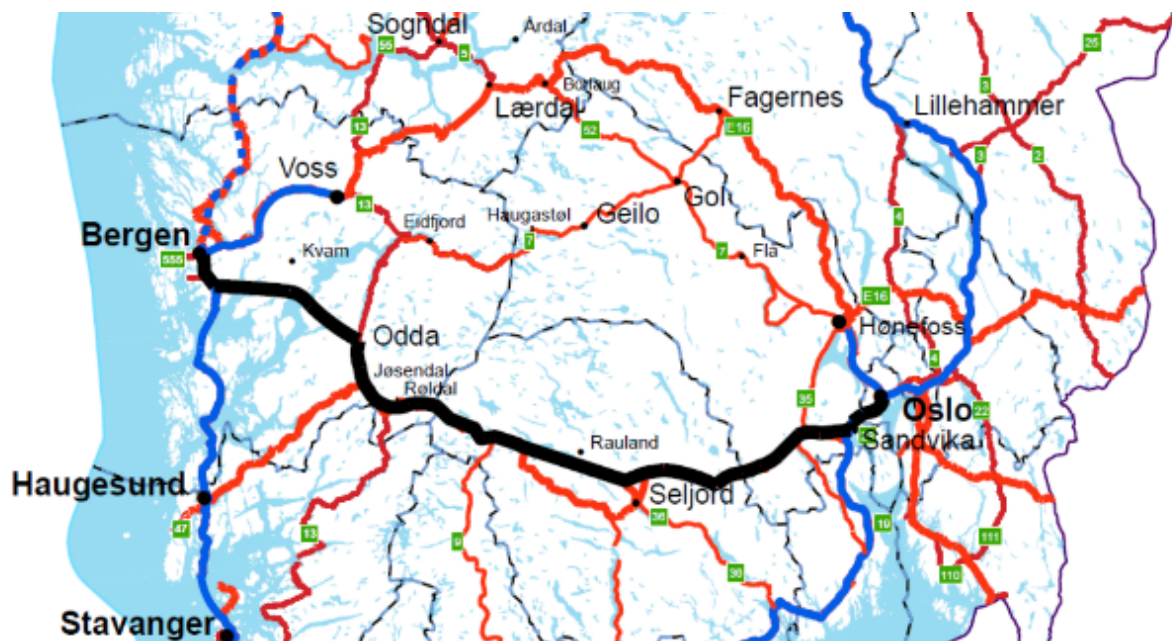 Sogndal
Årdal
55
5
25
3
Borlaug
Lærdal
Fagernes
Lillehammer
E16
13
52
3
2
Voss
13
Gol
4
Eidfjord
Haugastøl
Geilo
Bergen
7
Kvam
7
Fla
555
E16
Hønefoss
Odda
4
Jøsendal
Røldal
35
Oslo
22
Sandvika
Rauland
Haugesund
Seljord
47
13
9
36
19
111
36
110
Stavanger